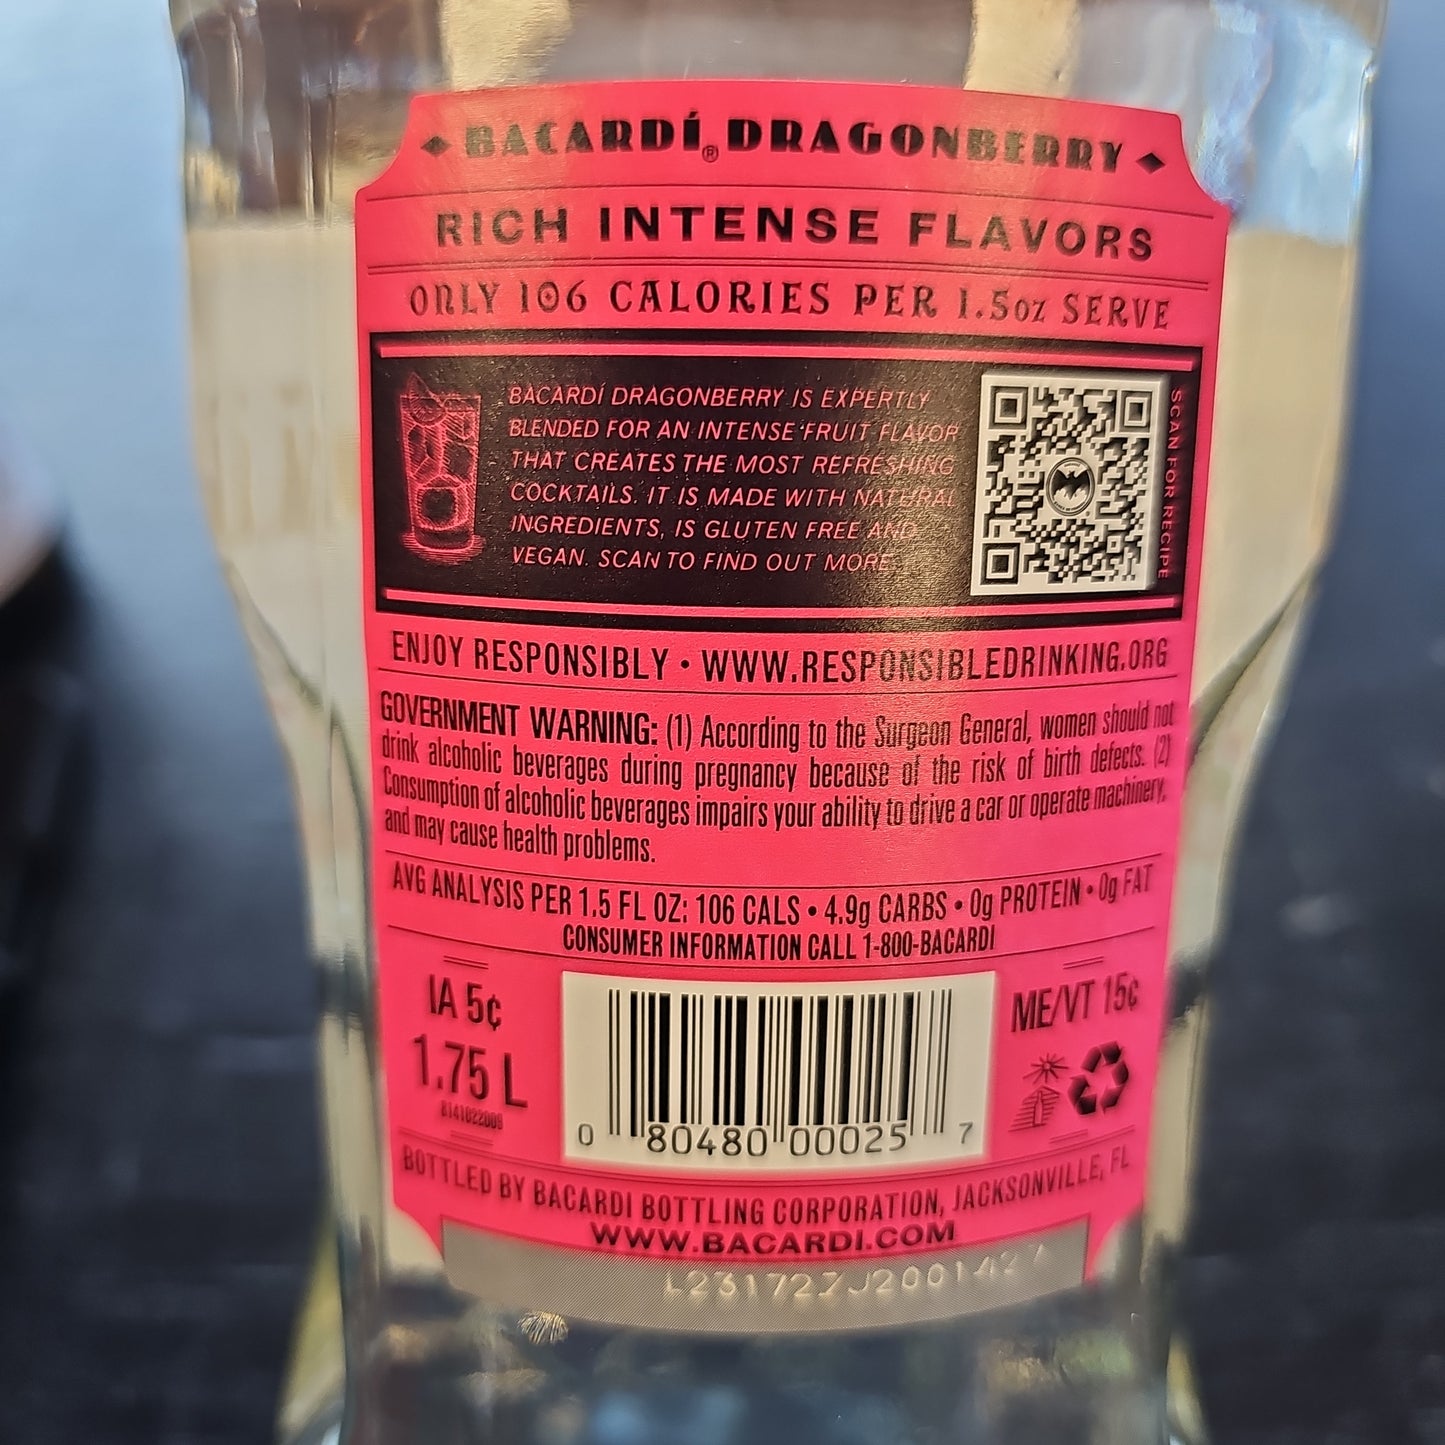 ◆ BACARDÍ® DRAGONBERRY ◆
RICH INTENSE FLAVORS
ONLY 106 CALORIES PER 1.5oz SERVE
BACARDÍ DRAGONBERRY IS EXPERTLY
BLENDED FOR AN INTENSE FRUIT FLAVOR
THAT CREATES THE MOST REFRESHING
COCKTAILS. IT IS MADE WITH NATURAL
INGREDIENTS, IS GLUTEN FREE AND
VEGAN. SCAN TO FIND OUT MORE.
SCAN FOR RECIPE
ENJOY RESPONSIBLY • WWW.RESPONSIBLEDRINKING.ORG
GOVERNMENT WARNING: (1) According to the Surgeon General, women should not
drink alcoholic beverages during pregnancy because of the risk of birth defects. (2)
Consumption of alcoholic beverages impairs your ability to drive a car or operate machinery,
and may cause health problems.
AVG ANALYSIS PER 1.5 FL OZ: 106 CALS • 4.9g CARBS • 0g PROTEIN • 0g FAT
CONSUMER INFORMATION CALL 1-800-BACARDI
IA 5¢
1.75 L
ME/VT 15¢
0 80480 00025 7
BOTTLED BY BACARDI BOTTLING CORPORATION, JACKSONVILLE, FL
WWW.BACARDI.COM